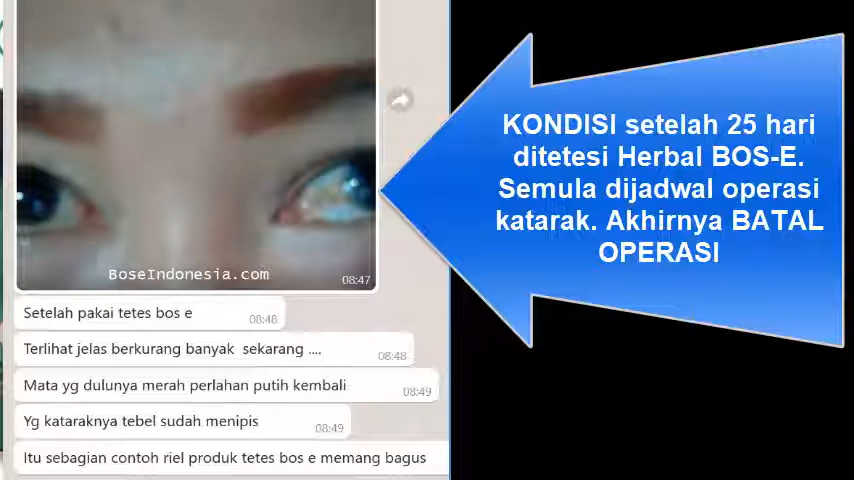 BoseIndonesia.com
08:47
Setelah pakai tetes bos e 08:48
Terlihat jelas berkurang banyak sekarang .... 08:48
Mata yg dulunya merah perlahan putih kembali 08:49
Yg kataraknya tebel sudah menipis 08:49
Itu sebagian contoh riel produk tetes bos e memang bagus
KONDISI setelah 25 hari
ditetesi Herbal BOS-E.
Semula dijadwal operasi
katarak. Akhirnya BATAL
OPERASI